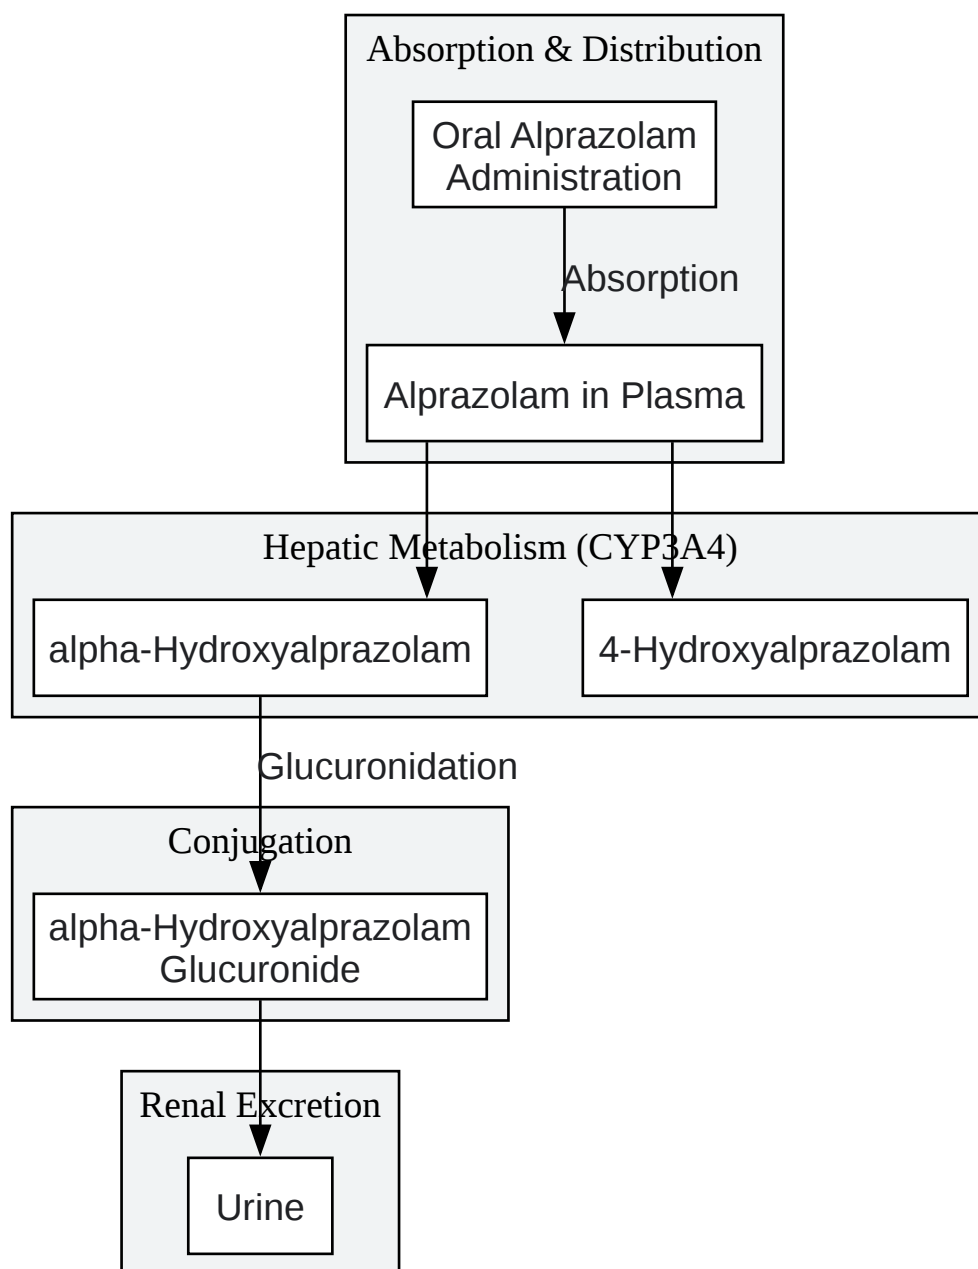 Absorption & Distribution
Oral Alprazolam
Administration
Absorption
Alprazolam in Plasma
Hepatic Metabolism (CYP3A4)
alpha-Hydroxyalprazolam
4-Hydroxyalprazolam
Glucuronidation
Conjugation
alpha-Hydroxyalprazolam
Glucuronide
Renal Excretion
Urine